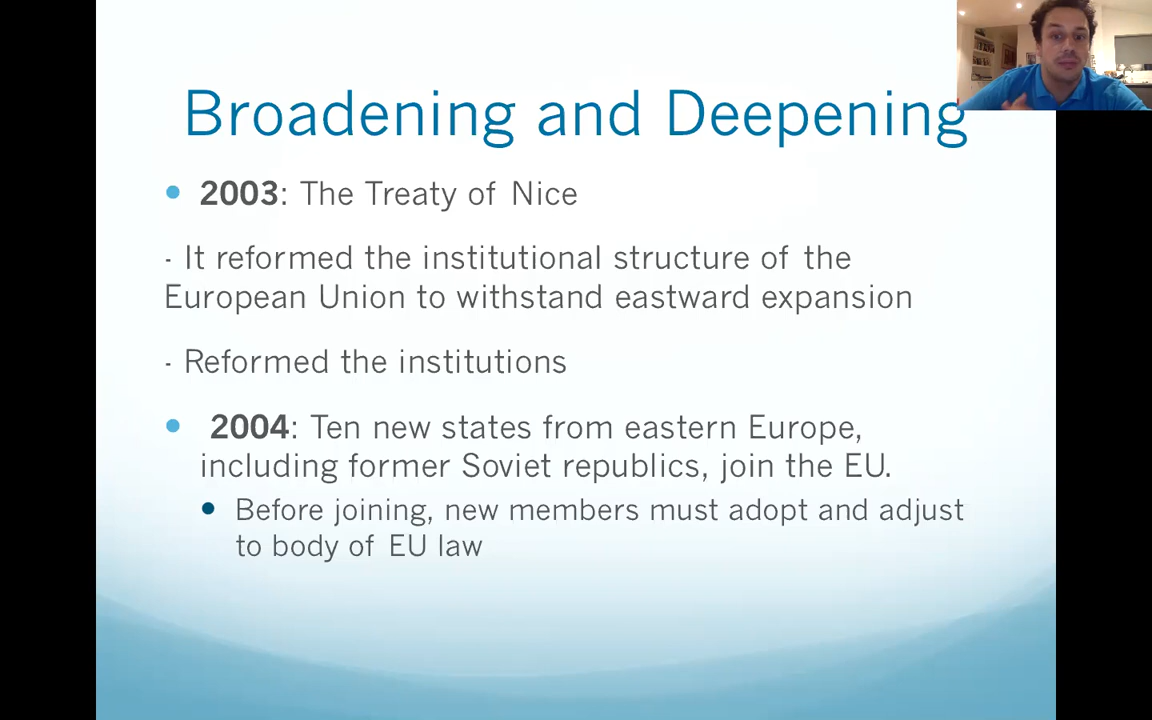 Broadening and Deepening
• 2003: The Treaty of Nice
- It reformed the institutional structure of the
European Union to withstand eastward expansion
- Reformed the institutions
• 2004: Ten new states from eastern Europe,
including former Soviet republics, join the EU.
• Before joining, new members must adopt and adjust
to body of EU law